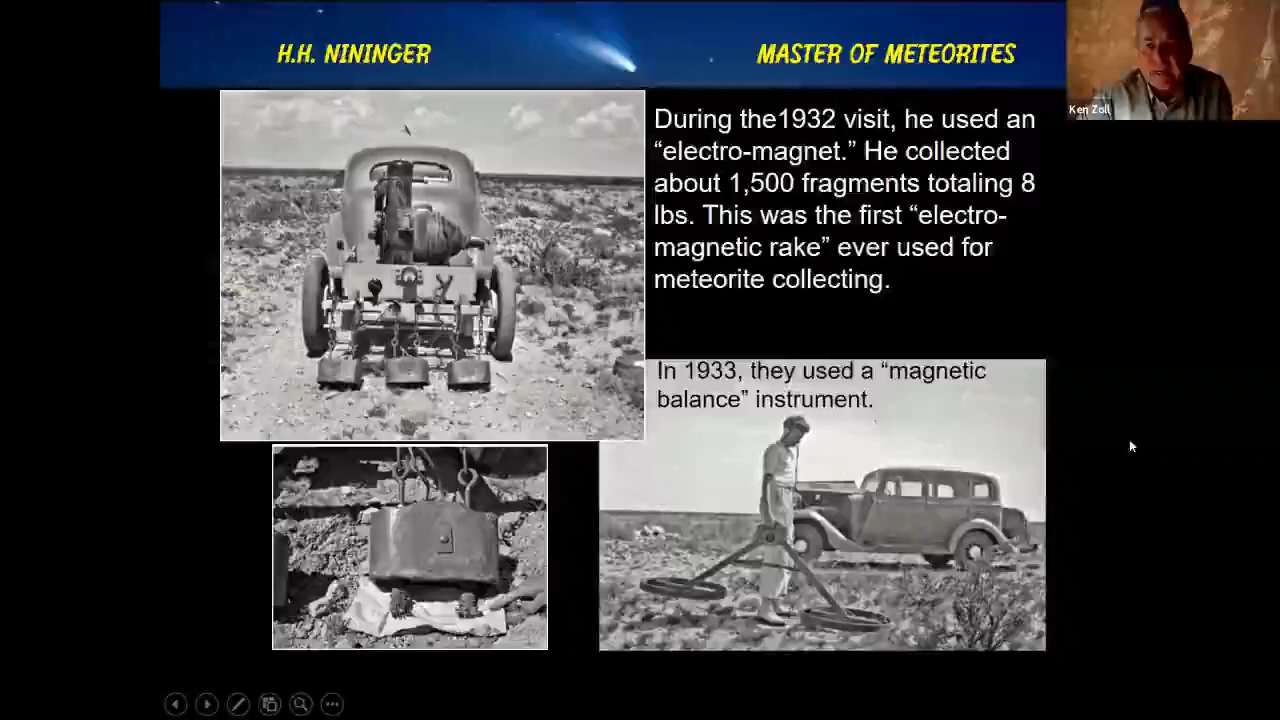 H.H. NININGER
MASTER OF METEORITES
Ken Zoll
During the1932 visit, he used an
“electro-magnet.” He collected
about 1,500 fragments totaling 8
lbs. This was the first “electro-
magnetic rake” ever used for
meteorite collecting.
In 1933, they used a “magnetic
balance” instrument.